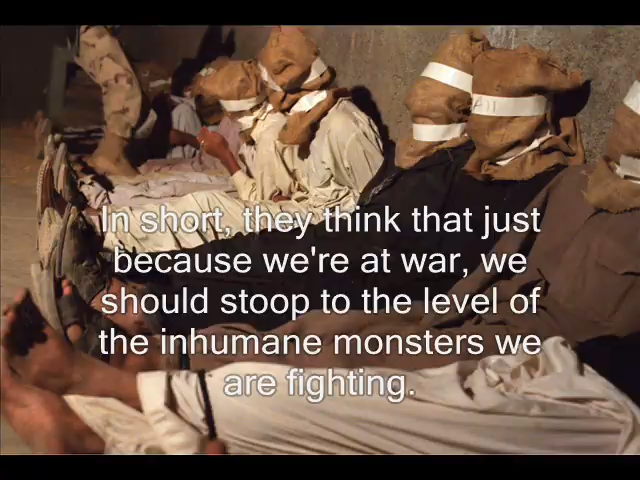 In short, they think that just
because we're at war, we
should stoop to the level of
the inhumane monsters we
are fighting.